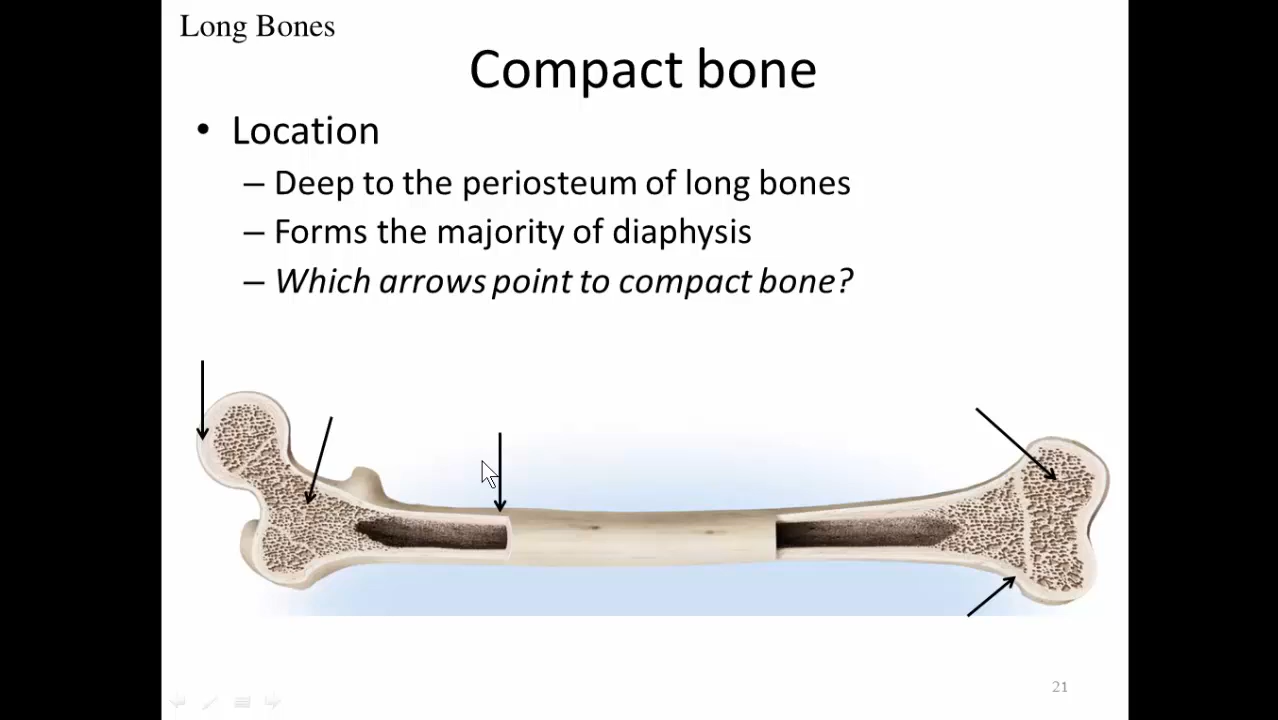 Long Bones
Compact bone
• Location
– Deep to the periosteum of long bones
– Forms the majority of diaphysis
– Which arrows point to compact bone?
21